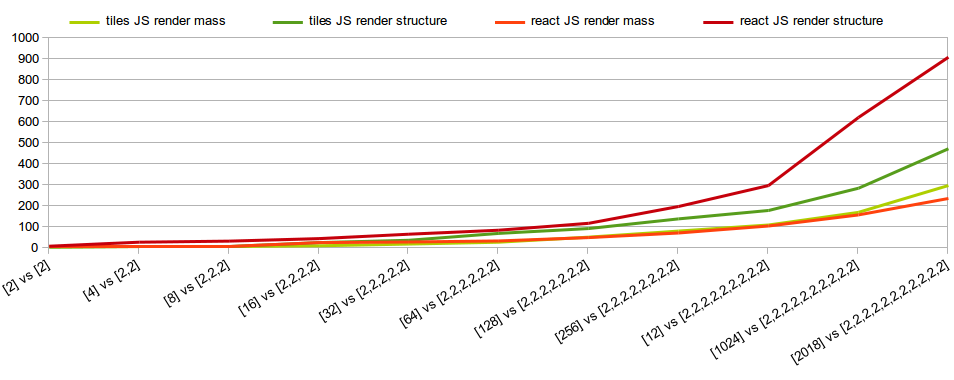 tiles JS render mass tiles JS render structure react JS render mass react JS render structure
1000
900
800
700
600
500
400
300
200
100
0
[2] vs [2]
[4] vs [2,2]
[8] vs [2,2,2]
[16] vs [2,2,2,2]
[32] vs [2,2,2,2,2]
[64] vs [2,2,2,2,2,2]
[128] vs [2,2,2,2,2,2,2]
[256] vs [2,2,2,2,2,2,2,2]
[12] vs [2,2,2,2,2,2,2,2,2]
[1024] vs [2,2,2,2,2,2,2,2,2,2]
[2018] vs [2,2,2,2,2,2,2,2,2,2,2]